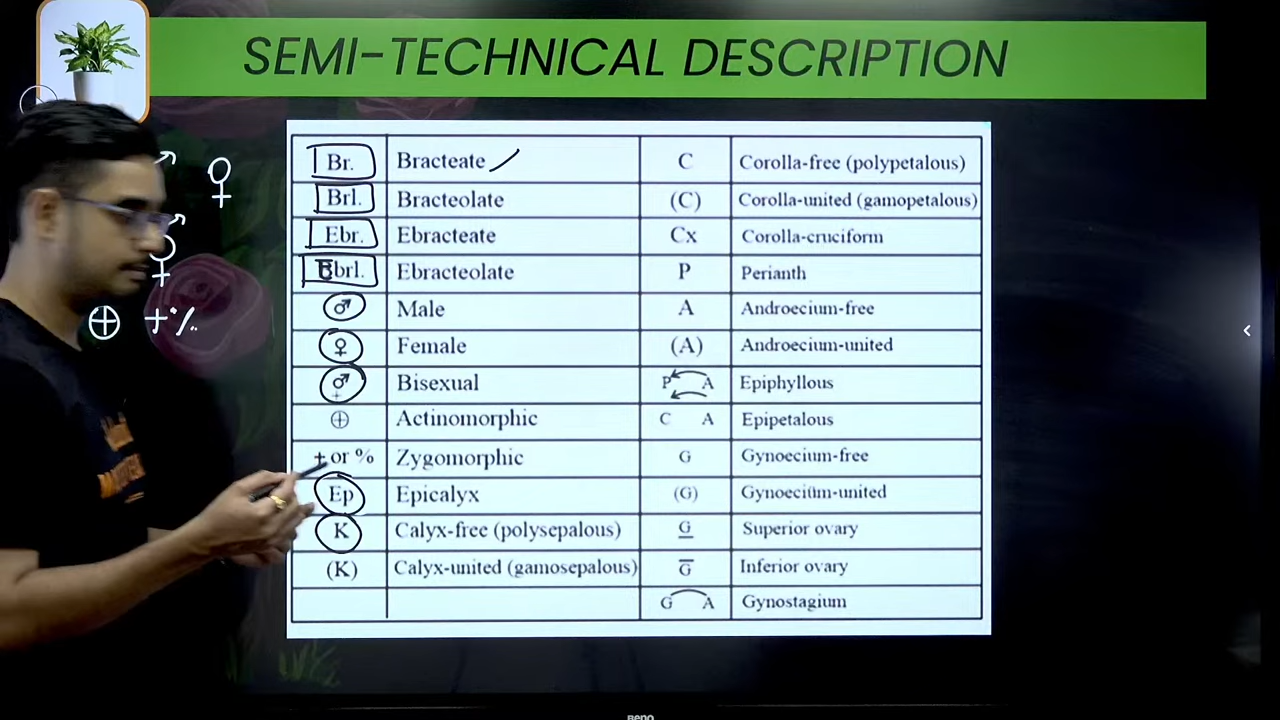 SEMI-TECHNICAL DESCRIPTION
♂ ♀
⚥
⊕ + %
Br. Bracteate C Corolla-free (polypetalous)
Brl. Bracteolate (C) Corolla-united (gamopetalous)
Ebr. Ebracteate Cx Corolla-cruciform
Ebrl. Ebracteolate P Perianth
♂ Male A Androecium-free
♀ Female (A) Androecium-united
⚥ Bisexual P A Epiphyllous
⊕ Actinomorphic C A Epipetalous
+ or % Zygomorphic G Gynoecium-free
Ep Epicalyx (G) Gynoecium-united
K Calyx-free (polysepalous) G̲ Superior ovary
(K) Calyx-united (gamosepalous) G̅ Inferior ovary
G A Gynostagium
BenQ